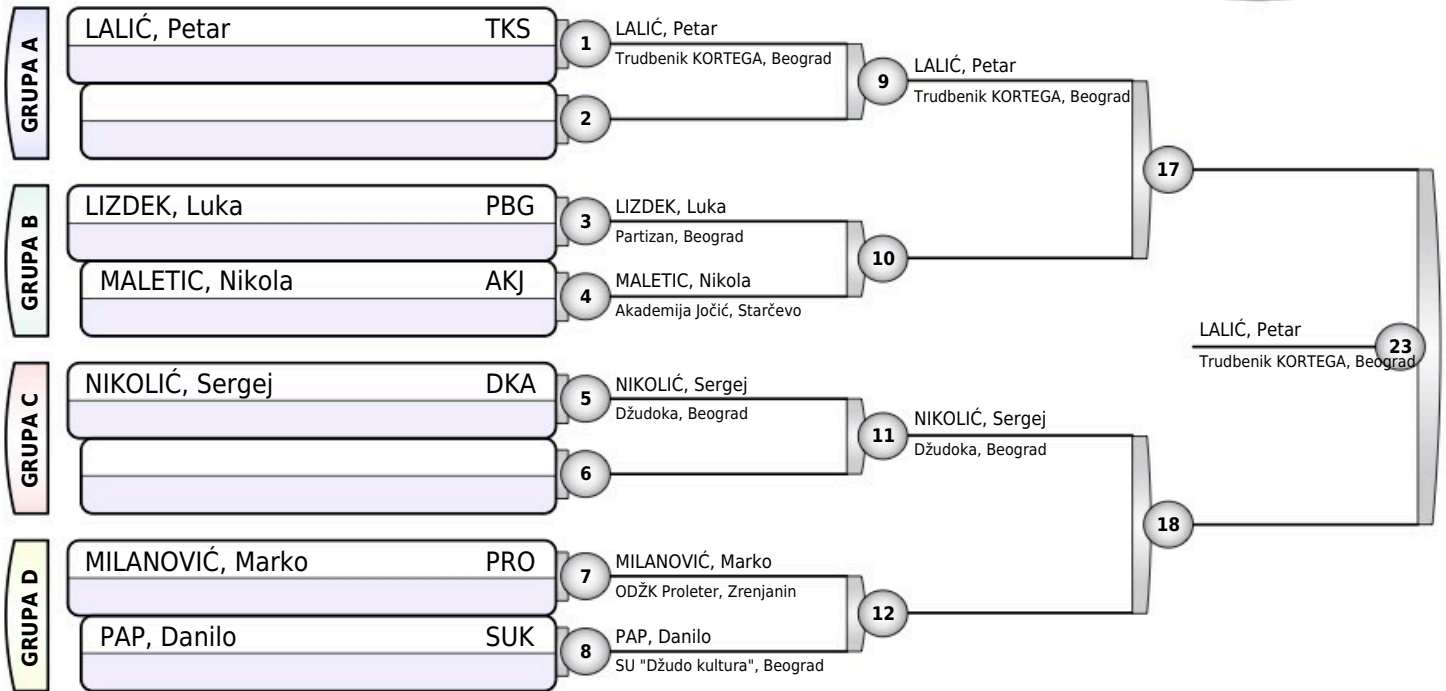 GRUPA A
LALIĆ, Petar TKS
1
2
LALIĆ, Petar
Trudbenik KORTEGA, Beograd
9
LALIĆ, Petar
Trudbenik KORTEGA, Beograd
17
GRUPA B
LIZDEK, Luka PBG
MALETIC, Nikola AKJ
3
4
LIZDEK, Luka
Partizan, Beograd
MALETIC, Nikola
Akademija Jočić, Starčevo
10
LALIĆ, Petar
Trudbenik KORTEGA, Beograd
23
GRUPA C
NIKOLIĆ, Sergej DKA
5
6
NIKOLIĆ, Sergej
Džudoka, Beograd
11
NIKOLIĆ, Sergej
Džudoka, Beograd
18
GRUPA D
MILANOVIĆ, Marko PRO
PAP, Danilo SUK
7
8
MILANOVIĆ, Marko
ODŽK Proleter, Zrenjanin
PAP, Danilo
SU "Džudo kultura", Beograd
12